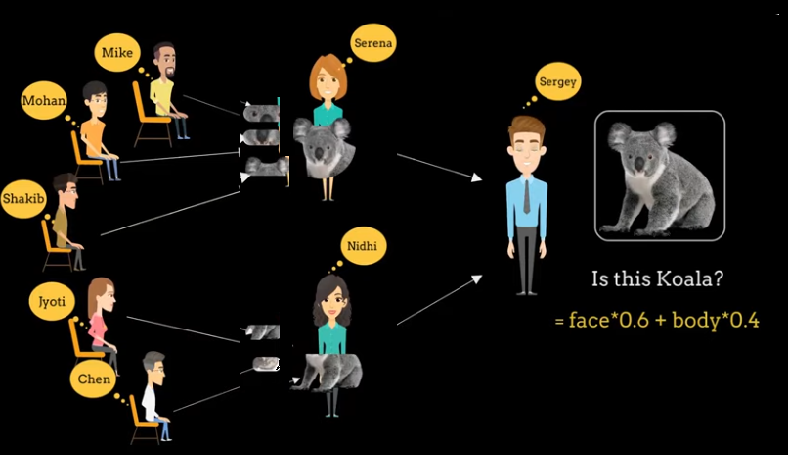 Mike
Serena
Mohan
Sergey
Shakib
Nidhi
Jyoti
Chen
Is this Koala?
= face*0.6 + body*0.4